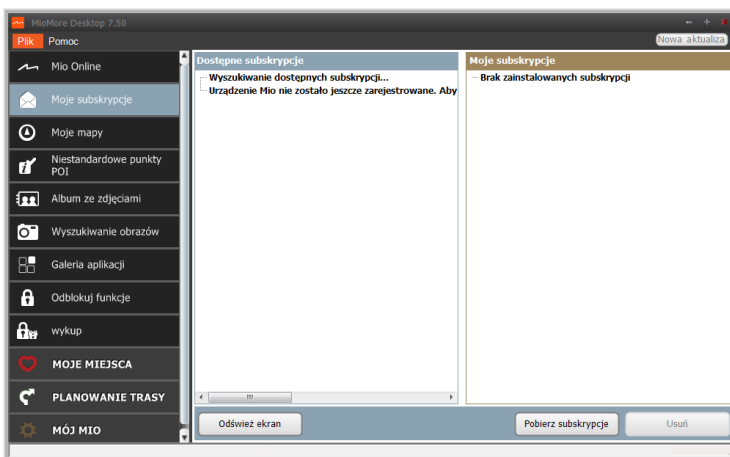 MioMore Desktop 7.50
Plik Pomoc
Nowa aktualiza
Mio Online
Moje subskrypcje
Moje mapy
Niestandardowe punkty
POI
Album ze zdjęciami
Wyszukiwanie obrazów
Galeria aplikacji
Odblokuj funkcje
wykup
MOJE MIEJSCA
PLANOWANIE TRASY
MÓJ MIO
Dostępne subskrypcje
Wyszukiwanie dostępnych subskrypcji...
Urządzenie Mio nie zostało jeszcze zarejestrowane. Aby
Moje subskrypcje
Brak zainstalowanych subskrypcji
Odśwież ekran
Pobierz subskrypcje
Usuń